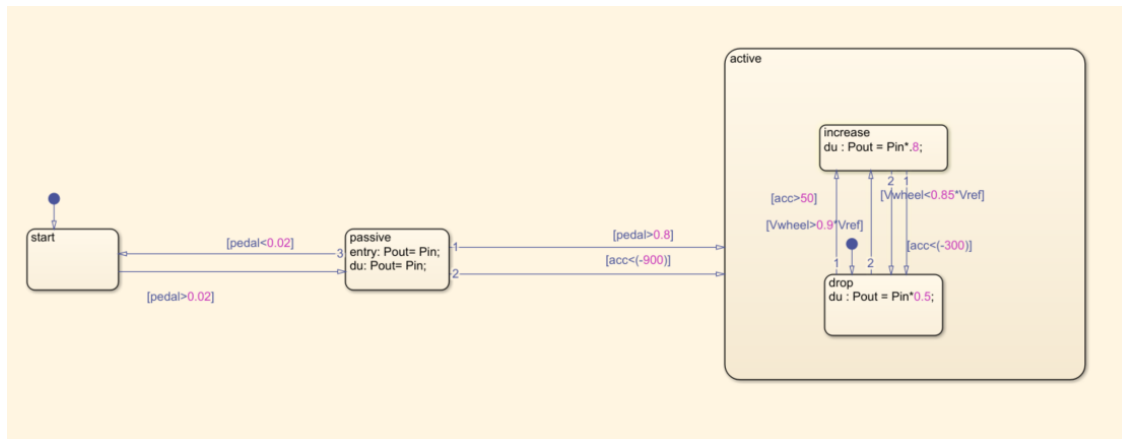 active
increase
du : Pout = Pin*.8;
2
1
[acc>50]
[Vwheel<0.85*Vref]
[Vwheel>0.9*Vref]
start
[pedal<0.02]
3
passive
entry: Pout= Pin;
du: Pout= Pin;
1
[pedal>0.8]
[acc<(-300)]
2
[acc<(-900)]
1
2
[pedal>0.02]
drop
du : Pout = Pin*0.5;